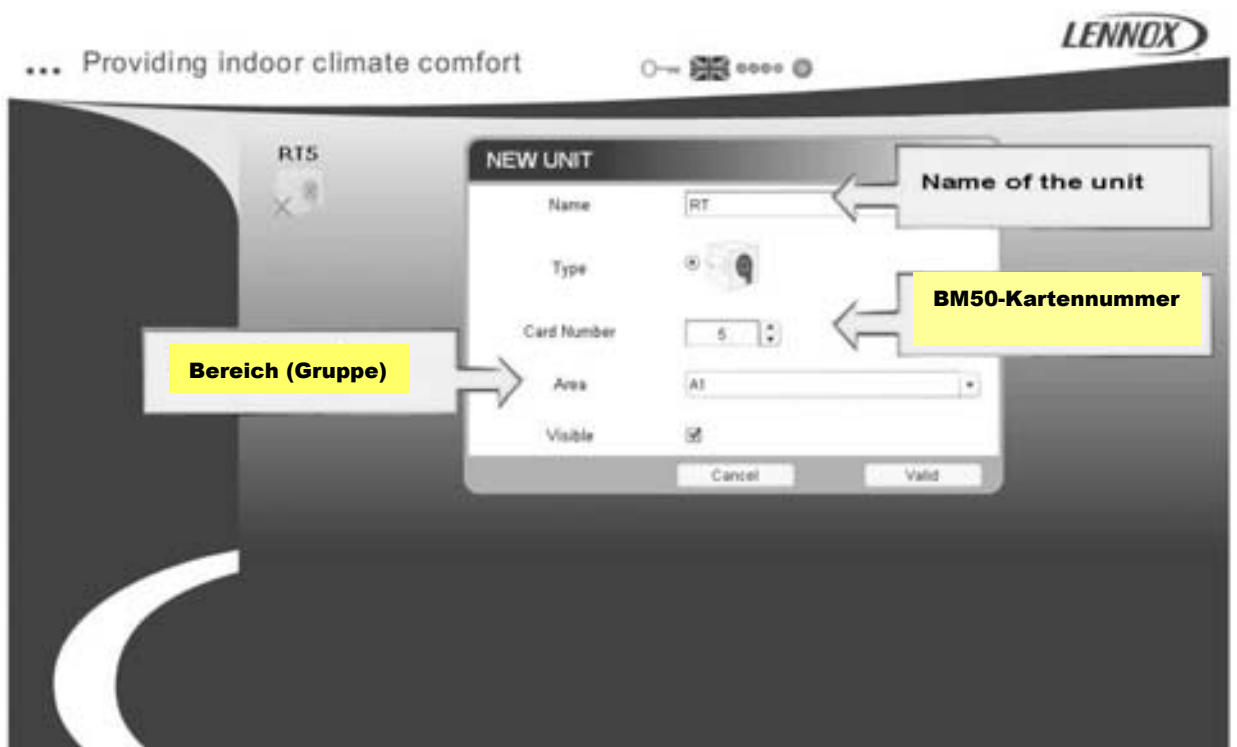 LENNOX
... Providing indoor climate comfort
RT5
NEW UNIT
Name RT
Name of the unit
Type
BM50-Kartennummer
Card Number 5
Bereich (Gruppe)
Area A1
Visible
Cancel Valid